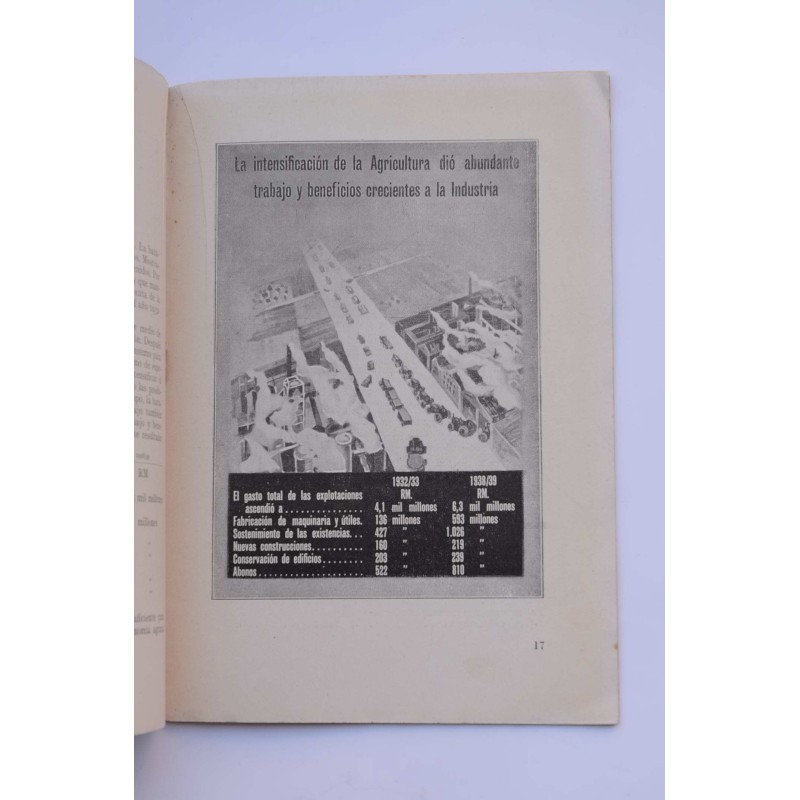 La intensificación de la Agricultura dió abundante
trabajo y beneficios crecientes a la Industria
1932/33 1938/39
RM. RM.
El gasto total de las explotaciones
ascendió a 4,1 mil millones 6,3 mil millones
Fabricación de maquinaria y útiles. 136 millones 593 millones
Sostenimiento de las existencias... 427 " 1.026 "
Nuevas construcciones........... 160 " 219 "
Conservación de edificios........ 203 " 239 "
Abonos...................... 522 " 810 "
17
mil millones
millones